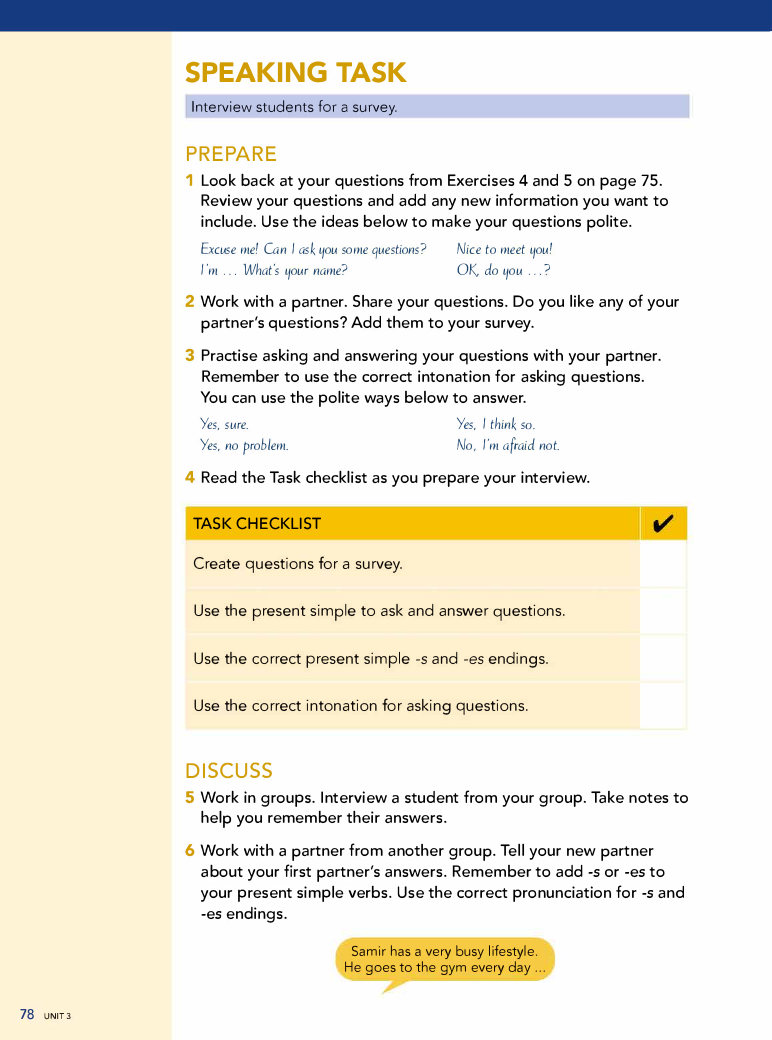 SPEAKING TASK
Interview students for a survey.
PREPARE
1 Look back at your questions from Exercises 4 and 5 on page 75.
Review your questions and add any new information you want to
include. Use the ideas below to make your questions polite.
Excuse me! Can I ask you some questions? Nice to meet you!
I'm ... What's your name? OK, do you ...?
2 Work with a partner. Share your questions. Do you like any of your
partner's questions? Add them to your survey.
3 Practise asking and answering your questions with your partner.
Remember to use the correct intonation for asking questions.
You can use the polite ways below to answer.
Yes, sure. Yes, I think so.
Yes, no problem. No, I'm afraid not.
4 Read the Task checklist as you prepare your interview.
TASK CHECKLIST ✔
Create questions for a survey.
Use the present simple to ask and answer questions.
Use the correct present simple -s and -es endings.
Use the correct intonation for asking questions.
DISCUSS
5 Work in groups. Interview a student from your group. Take notes to
help you remember their answers.
6 Work with a partner from another group. Tell your new partner
about your first partner's answers. Remember to add -s or -es to
your present simple verbs. Use the correct pronunciation for -s and
-es endings.
Samir has a very busy lifestyle.
He goes to the gym every day ...
78 UNIT 3